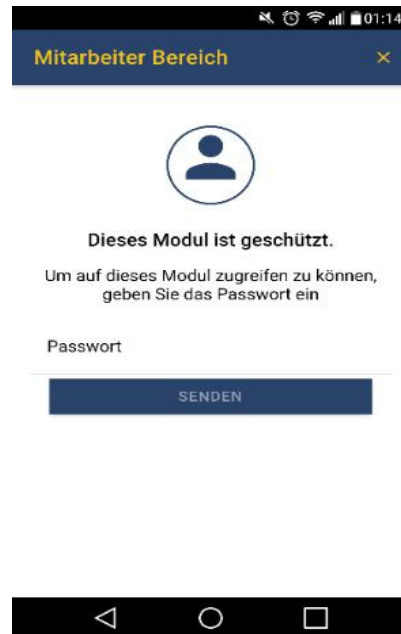 01:14
Mitarbeiter Bereich ×
Dieses Modul ist geschützt.
Um auf dieses Modul zugreifen zu können,
geben Sie das Passwort ein
Passwort
SENDEN